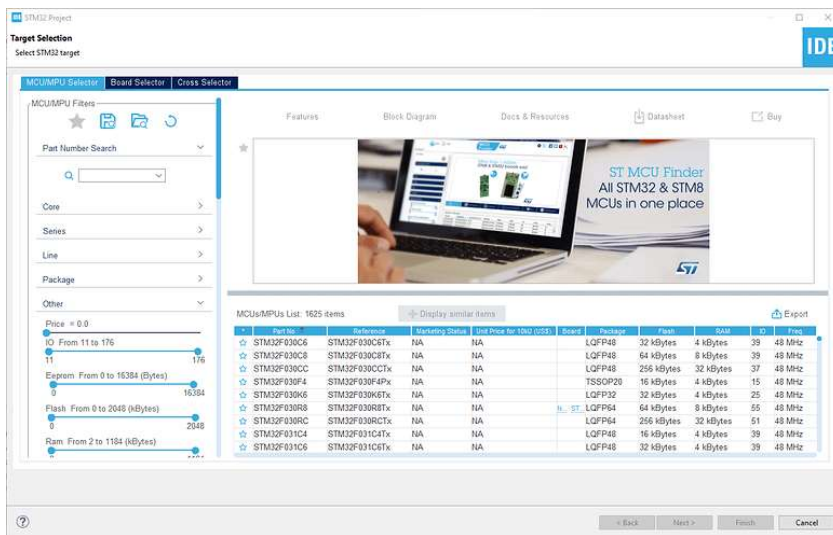 IDE STM32 Project
Target Selection
Select STM32 target
IDE
MCU/MPU Selector Board Selector Cross Selector
MCU/MPU Filters
Part Number Search
Core
Series
Line
Package
Other
Price = 0.0
IO From 11 to 176
11 176
Eeprom From 0 to 16384 (Bytes)
0 16384
Flash From 0 to 2048 (kBytes)
0 2048
Ram From 2 to 1184 (kBytes)
Features Block Diagram Docs & Resources Datasheet Buy
ST MCU Finder
All STM32 & STM8
MCUs in one place
ST
MCUs/MPUs List: 1625 items Display similar items Export
* Part No Reference Marketing Status Unit Price for 10kU (US$) Board Package Flash RAM IO Freq
STM32F030C6 STM32F030C6Tx NA NA LQFP48 32 kBytes 4 kBytes 39 48 MHz
STM32F030C8 STM32F030C8Tx NA NA LQFP48 64 kBytes 8 kBytes 39 48 MHz
STM32F030CC STM32F030CCTx NA NA LQFP48 256 kBytes 32 kBytes 37 48 MHz
STM32F030F4 STM32F030F4Px NA NA TSSOP20 16 kBytes 4 kBytes 15 48 MHz
STM32F030K6 STM32F030K6Tx NA NA LQFP32 32 kBytes 4 kBytes 25 48 MHz
STM32F030R8 STM32F030R8Tx NA NA N... ST... LQFP64 64 kBytes 8 kBytes 55 48 MHz
STM32F030RC STM32F030RCTx NA NA LQFP64 256 kBytes 32 kBytes 51 48 MHz
STM32F031C4 STM32F031C4Tx NA NA LQFP48 16 kBytes 4 kBytes 39 48 MHz
STM32F031C6 STM32F031C6Tx NA NA LQFP48 32 kBytes 4 kBytes 39 48 MHz
? < Back Next > Finish Cancel